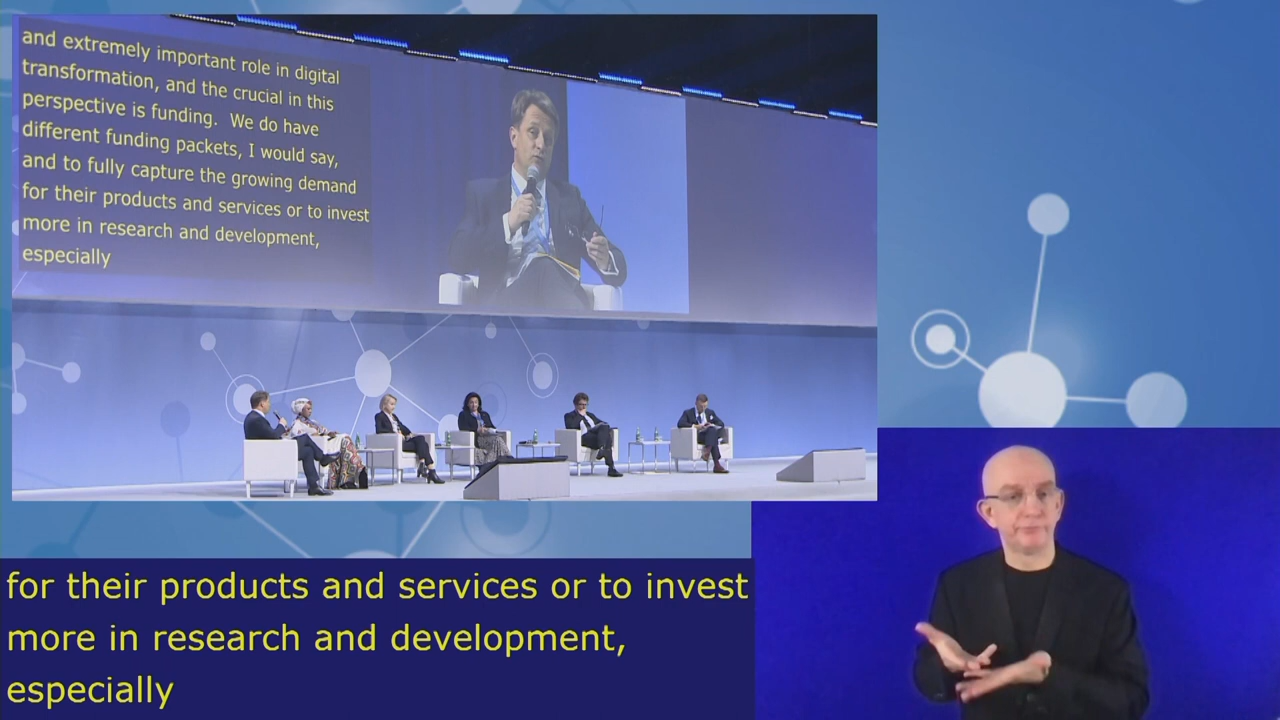 and extremely important role in digital
transformation, and the crucial in this
perspective is funding.  We do have
different funding packets, I would say,
and to fully capture the growing demand
for their products and services or to invest
more in research and development,
especially
for their products and services or to invest
more in research and development,
especially